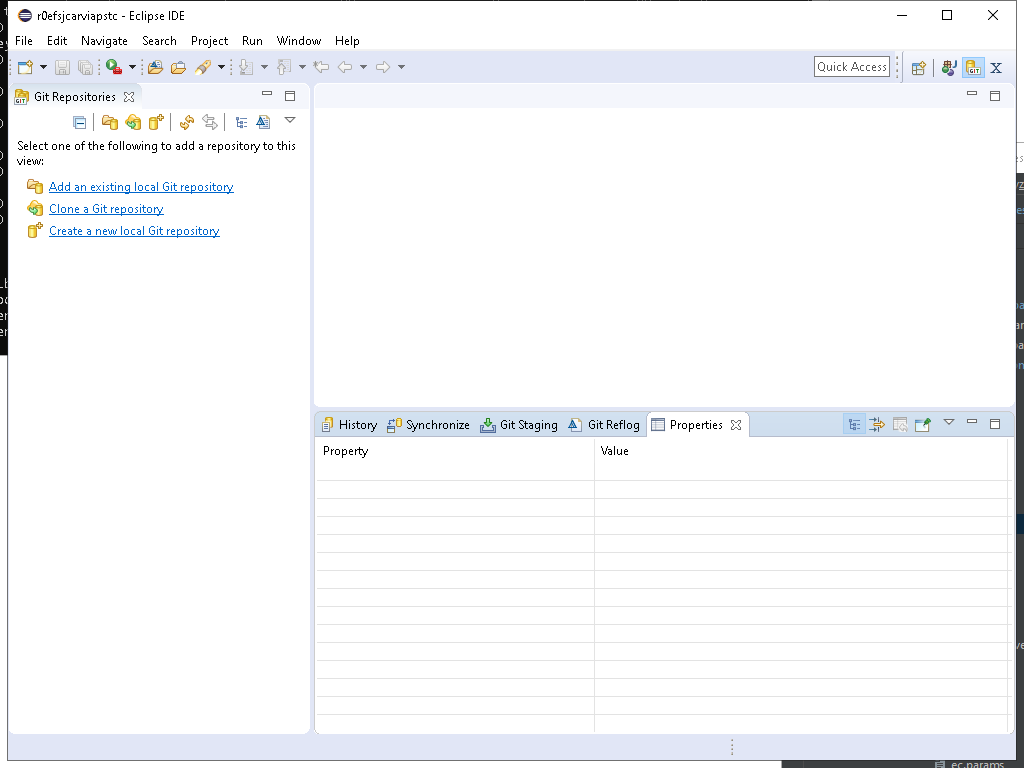 r0efsjcarviapstc - Eclipse IDE
File Edit Navigate Search Project Run Window Help
Quick Access
Git Repositories
Select one of the following to add a repository to this
view:
Add an existing local Git repository
Clone a Git repository
Create a new local Git repository
History Synchronize Git Staging Git Reflog Properties
Property Value
ec.params